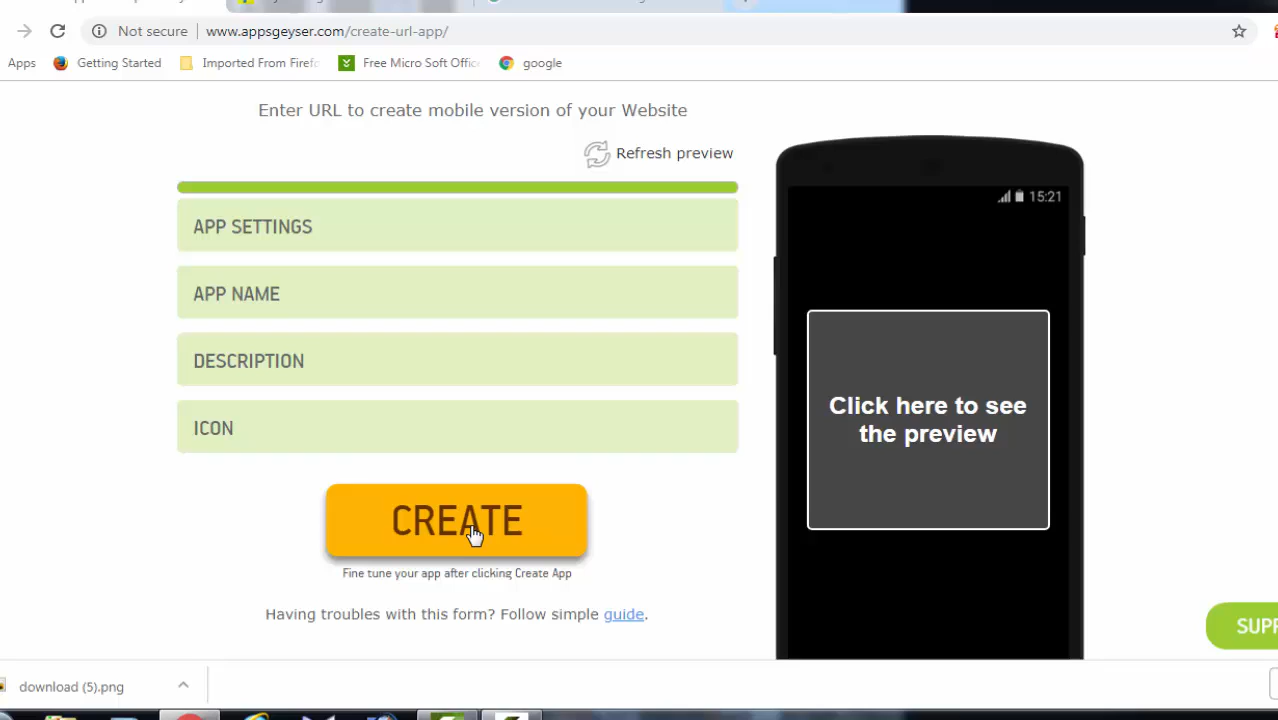 Not secure www.appsgeyser.com/create-url-app/
Apps Getting Started Imported From Firefo Free Micro Soft Office google
Enter URL to create mobile version of your Website
Refresh preview
15:21
APP SETTINGS
APP NAME
DESCRIPTION
ICON
Click here to see
the preview
CREATE
Fine tune your app after clicking Create App
Having troubles with this form? Follow simple guide.
SUPP
download (5).png